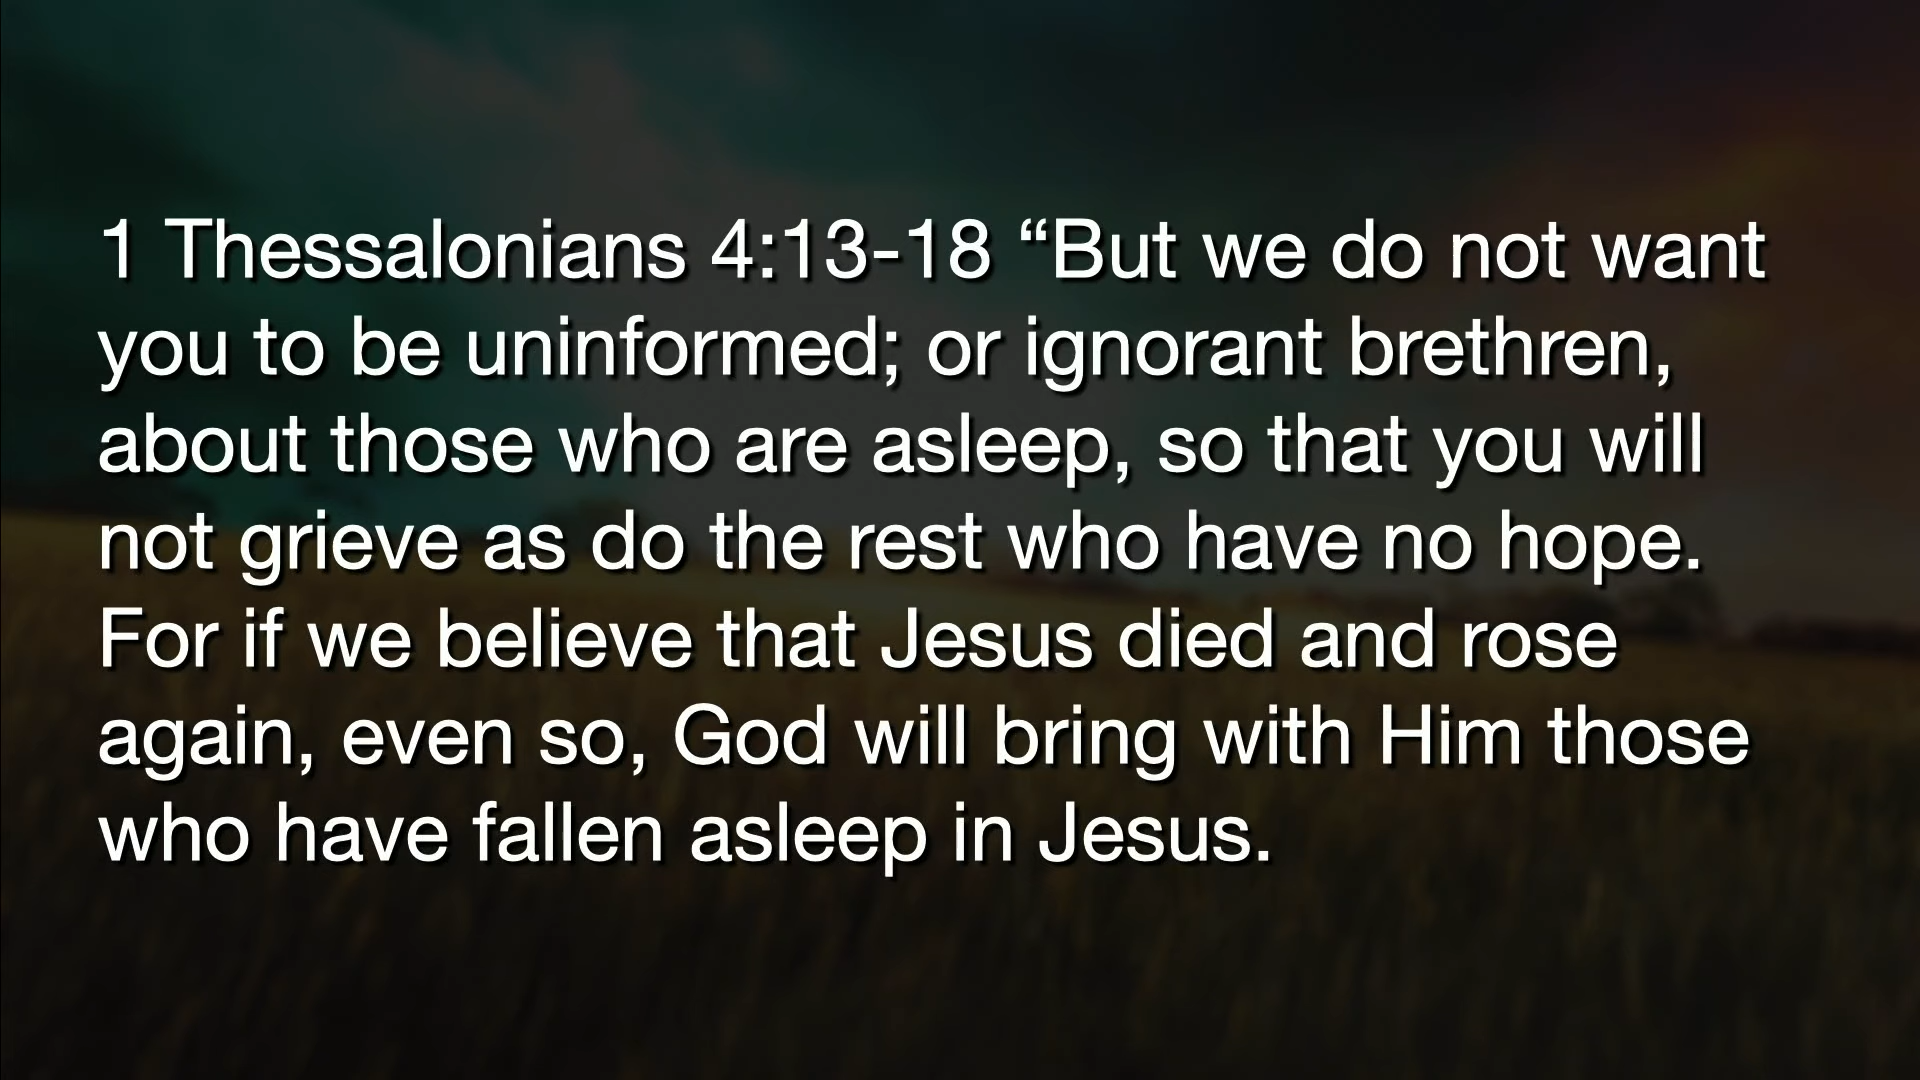 1 Thessalonians 4:13-18 “But we do not want
you to be uninformed; or ignorant brethren,
about those who are asleep, so that you will
not grieve as do the rest who have no hope.
For if we believe that Jesus died and rose
again, even so, God will bring with Him those
who have fallen asleep in Jesus.